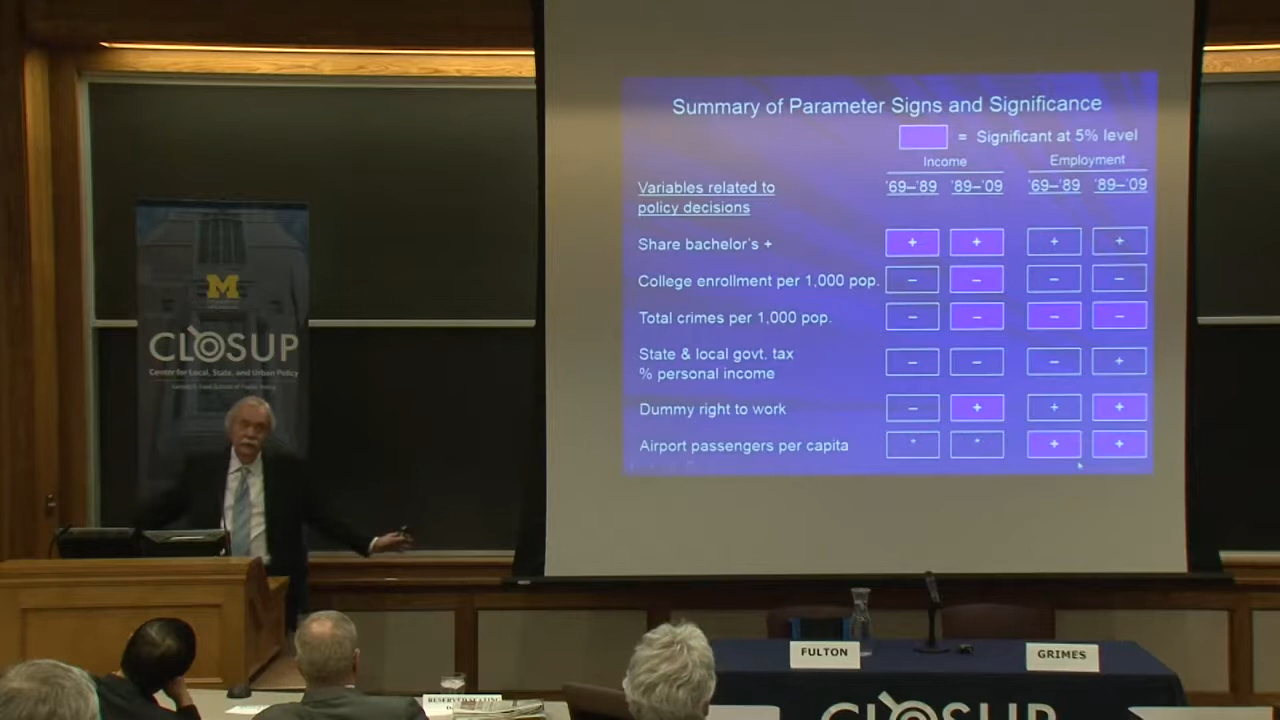 Summary of Parameter Signs and Significance
= Significant at 5% level
Income Employment
Variables related to
policy decisions
'69–'89 '89–'09 '69–'89 '89–'09
Share bachelor's + + + + +
College enrollment per 1,000 pop. – – – –
Total crimes per 1,000 pop. – – – –
State & local govt. tax
% personal income
– – – +
Dummy right to work – + + +
Airport passengers per capita * * + +
M
CLOSUP
Center for Local, State, and Urban Policy
FULTON
GRIMES
RESERVED SEATING
CLOSUP